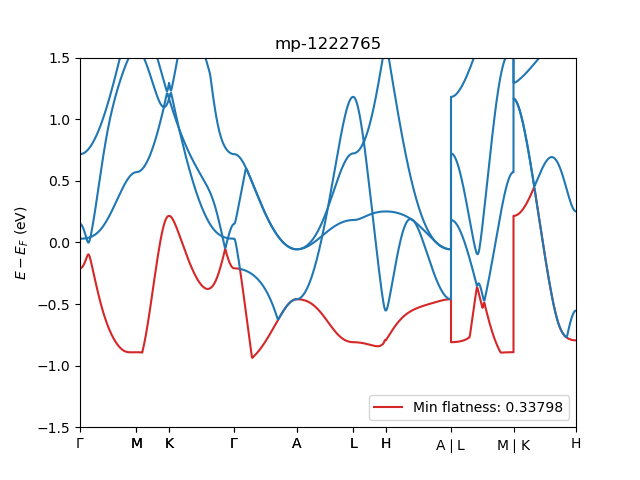 mp-1222765
E − E_F (eV)
1.5
1.0
0.5
0.0
−0.5
−1.0
−1.5
Min flatness: 0.33798
Γ M K Γ A L H A | L M | K H